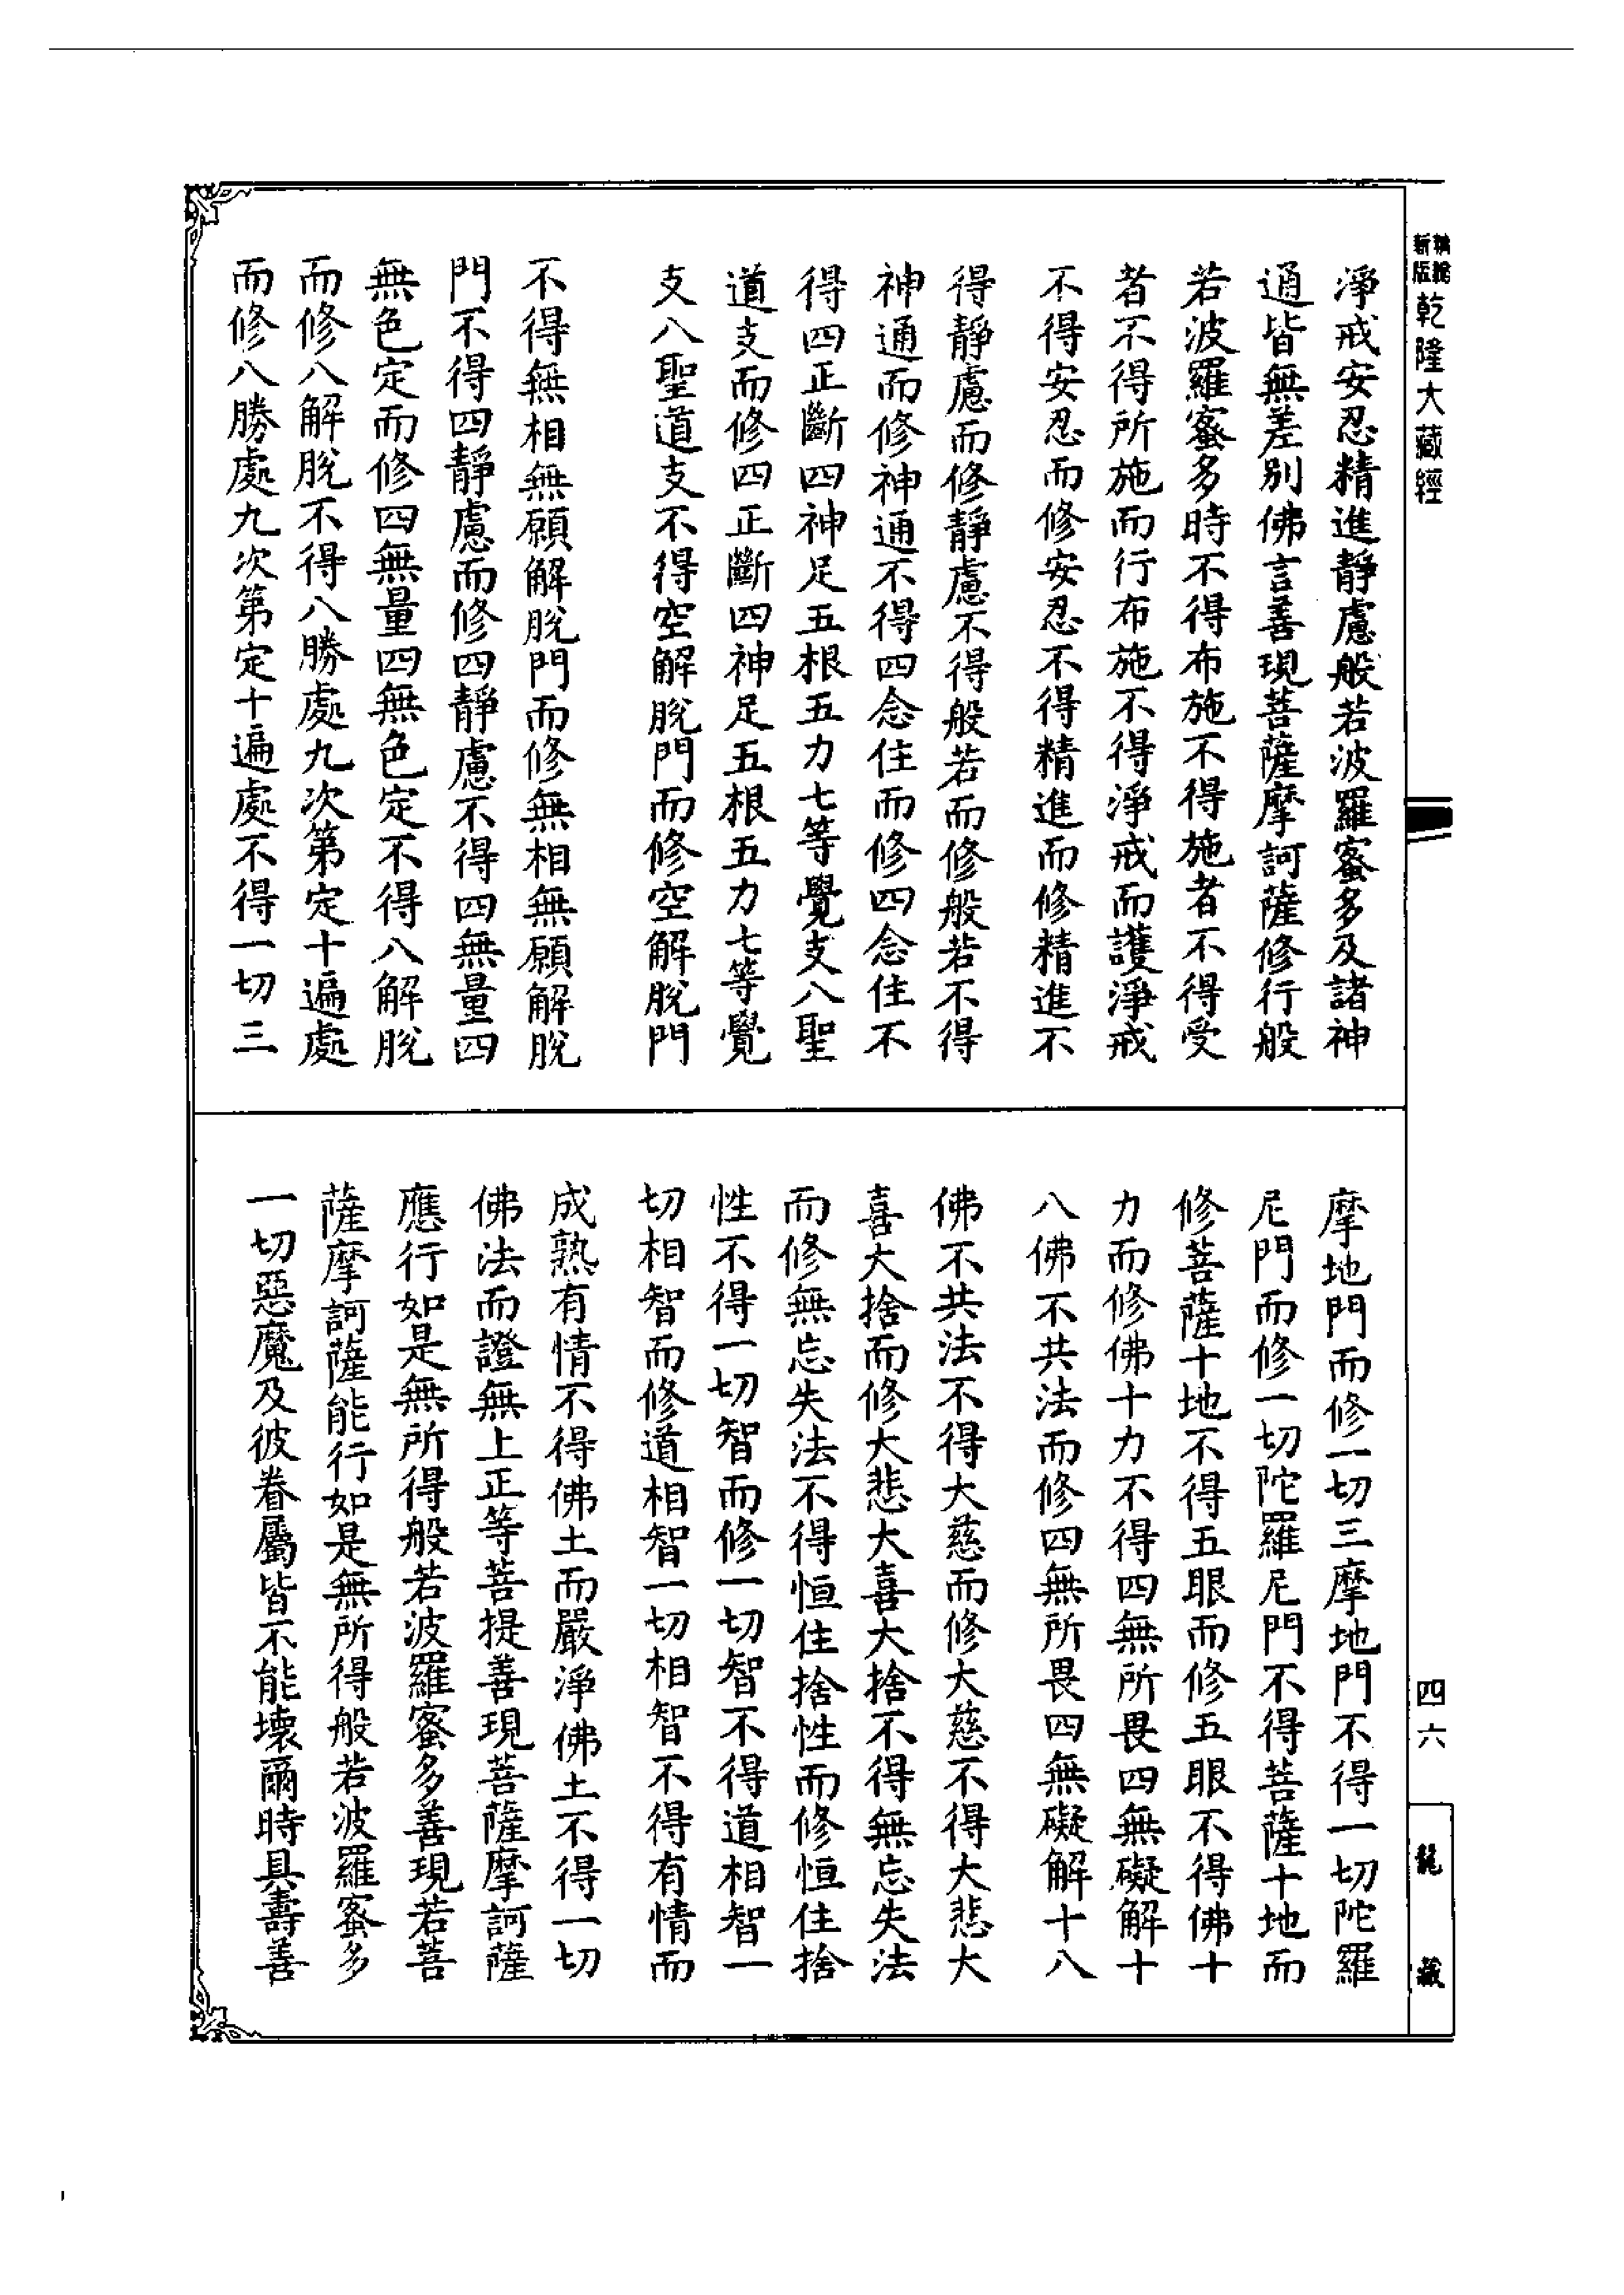 新版
乾隆大藏經
四六
龍藏
淨戒安忍精進靜慮般若波羅蜜多及諸神
通皆無差別佛言善現菩薩摩訶薩修行般
若波羅蜜多時不得布施不得施者不得受
者不得所施而行布施不得淨戒而護淨戒
不得安忍而修安忍不得精進而修精進不
得靜慮而修靜慮不得般若而修般若不得
神通而修神通不得四念住而修四念住不
得四正斷四神足五根五力七等覺支八聖
道支而修四正斷四神足五根五力七等覺
支八聖道支不得空解脫門而修空解脫門
不得無相無願解脫門而修無相無願解脫
門不得四靜慮而修四靜慮不得四無量四
無色定而修四無量四無色定不得八解脫
而修八解脫不得八勝處九次第定十遍處
而修八勝處九次第定十遍處不得一切三
摩地門而修一切三摩地門不得一切陀羅
尼門而修一切陀羅尼門不得菩薩十地而
修菩薩十地不得五眼而修五眼不得佛十
力而修佛十力不得四無所畏四無礙解十
八佛不共法而修四無所畏四無礙解十八
佛不共法不得大慈而修大慈不得大悲大
喜大捨而修大悲大喜大捨不得無忘失法
而修無忘失法不得恒住捨性而修恒住捨
性不得一切智而修一切智不得道相智一
切相智而修道相智一切相智不得有情而
成熟有情不得佛土而嚴淨佛土不得一切
佛法而證無上正等菩提善現菩薩摩訶薩
應行如是無所得般若波羅蜜多善現若菩
薩摩訶薩能行如是無所得般若波羅蜜多
一切惡魔及彼眷屬皆不能壞爾時具壽善